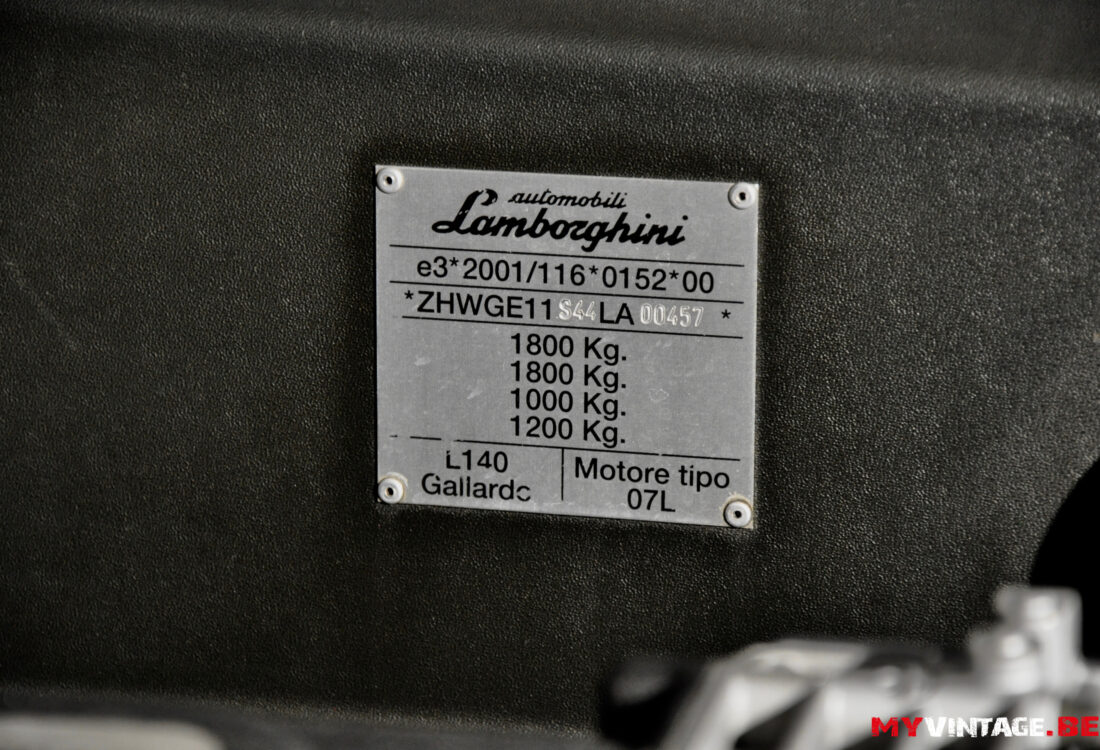 automobili
Lamborghini
e3*2001/116*0152*00
*ZHWGE11S44LA00457 *
1800 Kg.
1800 Kg.
1000 Kg.
1200 Kg.
L140
Gallardo
Motore tipo
07L
MYVINTAGE.BE